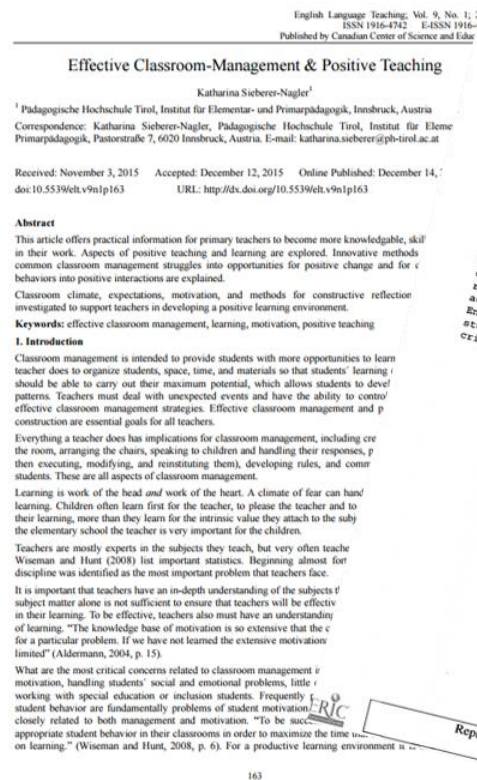 English Language Teaching; Vol. 9, No. 1;
ISSN 1916-4742 E-ISSN 1916-
Published by Canadian Center of Science and Educ
Effective Classroom-Management & Positive Teaching
Katharina Sieberer-Nagler¹
¹ Pädagogische Hochschule Tirol, Institut für Elementar- und Primarpädagogik, Innsbruck, Austria
Correspondence: Katharina Sieberer-Nagler, Pädagogische Hochschule Tirol, Institut für Eleme
Primarpädagogik, Pastorstraße 7, 6020 Innsbruck, Austria. E-mail: katharina.sieberer@ph-tirol.ac.at
Received: November 3, 2015 Accepted: December 12, 2015 Online Published: December 14,
doi:10.5539/elt.v9n1p163 URL: http://dx.doi.org/10.5539/elt.v9n1p163
Abstract
This article offers practical information for primary teachers to become more knowledgable, skil
in their work. Aspects of positive teaching and learning are explored. Innovative methods
common classroom management struggles into opportunities for positive change and for
behaviors into positive interactions are explained.
Classroom climate, expectations, motivation, and methods for constructive reflection
investigated to support teachers in developing a positive learning environment.
Keywords: effective classroom management, learning, motivation, positive teaching
1. Introduction
Classroom management is intended to provide students with more opportunities to learn
teacher does to organize students, space, time, and materials so that students' learning
should be able to carry out their maximum potential, which allows students to devel
patterns. Teachers must deal with unexpected events and have the ability to control
effective classroom management strategies. Effective classroom management and p
construction are essential goals for all teachers.
Everything a teacher does has implications for classroom management, including cre
the room, arranging the chairs, speaking to children and handling their responses, p
then executing, modifying, and reinstituting them), developing rules, and comm
students. These are all aspects of classroom management.
Learning is work of the head and work of the heart. A climate of fear can hand
learning. Children often learn first for the teacher, to please the teacher and to
their learning, more than they learn for the intrinsic value they attach to the subj
the elementary school the teacher is very important for the children.
Teachers are mostly experts in the subjects they teach, but very often teache
Wiseman and Hunt (2008) list important statistics. Beginning almost fort
discipline was identified as the most important problem that teachers face.
It is important that teachers have an in-depth understanding of the subjects t
subject matter alone is not sufficient to ensure that teachers will be effectiv
in their learning. To be effective, teachers also must have an understanding
of learning. "The knowledge base of motivation is so extensive that the c
for a particular problem. If we have not learned the extensive motivations
limited" (Aldermann, 2004, p. 15).
What are the most critical concerns related to classroom management i
motivation, handling students' social and emotional problems, little
working with special education or inclusion students. Frequently
student behavior are fundamentally problems of student motivation.
ERIC
closely related to both management and motivation. "To be succ
Rep
appropriate student behavior in their classrooms in order to maximize the time
on learning." (Wiseman and Hunt, 2008, p. 6). For a productive learning environment
163